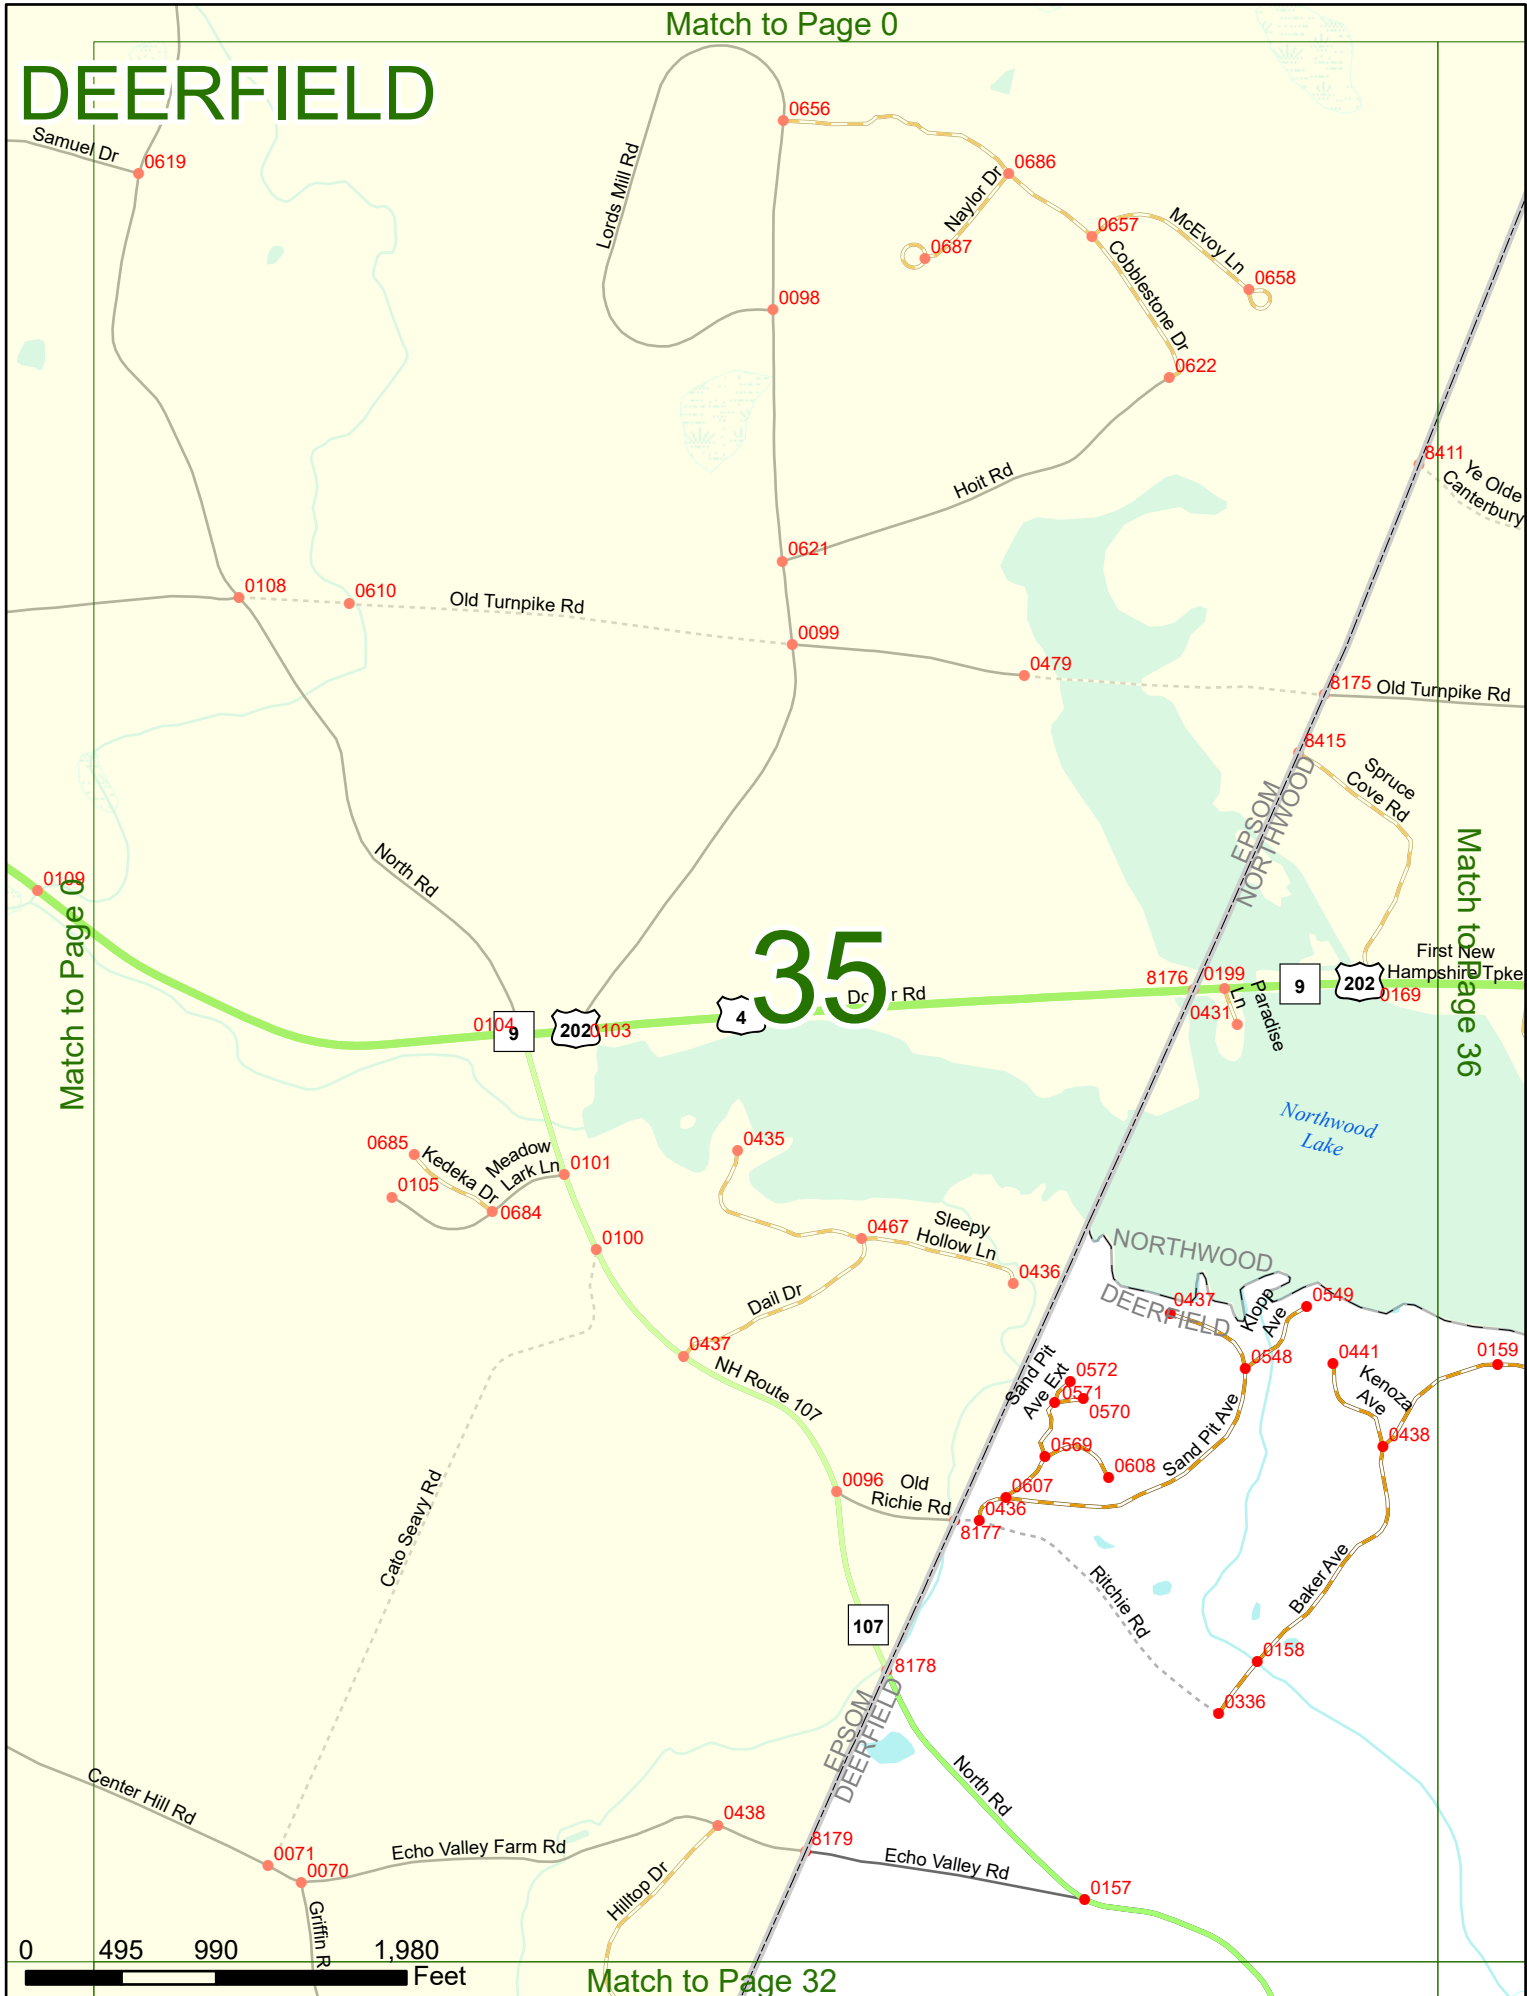 Match to Page 0
DEERFIELD
Samuel Dr
0619
0656
Lords Mill Rd
0686
Naylor Dr
0687
0657
McEvoy Ln
0658
Cobblestone Dr
0098
0622
8411
Ye Olde
Canterbury
Hoit Rd
0621
0108
0610
Old Turnpike Rd
0099
0479
8175
Old Turnpike Rd
8415
Spruce
Cove Rd
EPSOM
NORTHWOOD
North Rd
0109
Match to Page 0
Match to Page 36
35
First New
Hampshire Tpke
8176
0199
9
202
0169
Ln
Paradise
0431
0104
9
202
0103
4
Rd
Northwood
Lake
0685
Kedeka Dr
Meadow
Lark Ln
0101
0105
0684
0435
0100
0467
Sleepy
Hollow Ln
0436
NORTHWOOD
DEERFIELD
0437
Klopp
Ave
0549
Dail Dr
0437
NH Route 107
Sand Pit
Ave Ext
0572
0571
0570
0548
0441
Kenoza
Ave
0159
0438
0569
0608
Sand Pit Ave
0096
Old
Richie Rd
0607
0436
8177
Cato Seavy Rd
Ritchie Rd
Baker Ave
107
0158
0336
8178
EPSOM
DEERFIELD
North Rd
Center Hill Rd
0438
8179
Echo Valley Farm Rd
Echo Valley Rd
0071
0070
0157
Hilltop Dr
Griffin R
0 495 990 1,980
Feet
Match to Page 32